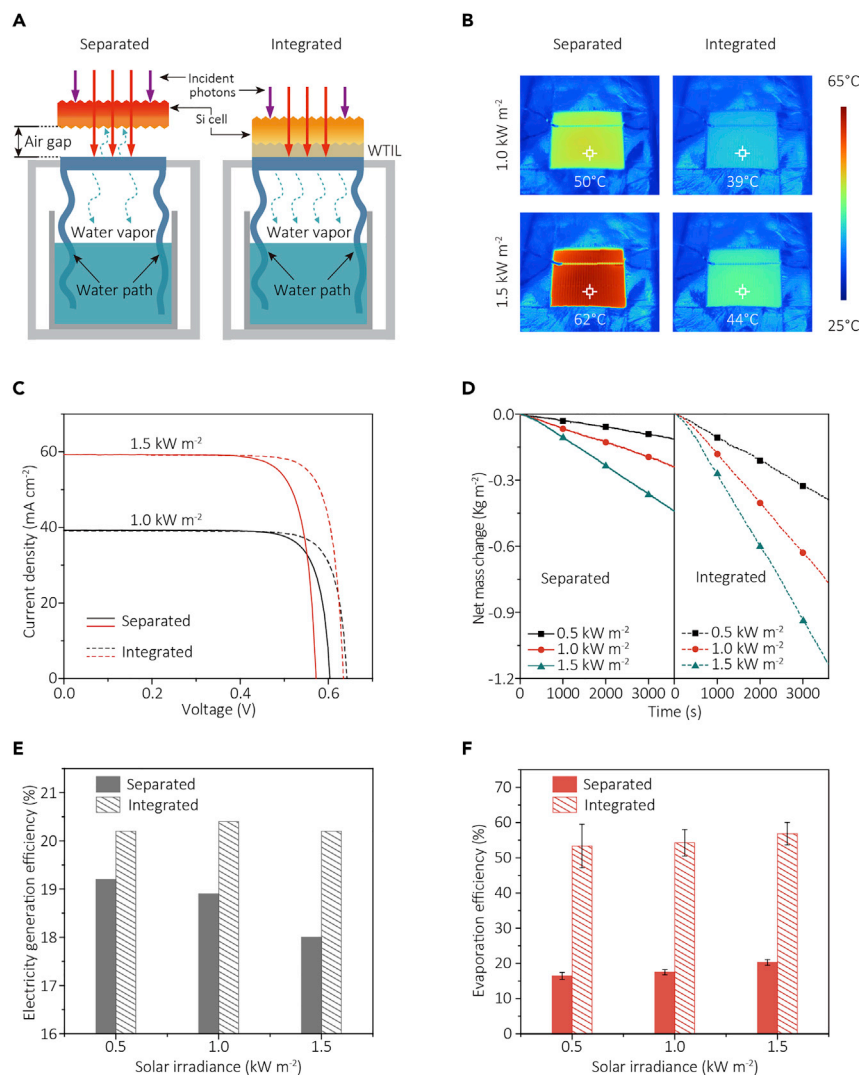 A
Separated
Integrated
Incident
photons
Si cell
Air gap
WTIL
Water vapor
Water vapor
Water path
Water path
B
Separated
Integrated
1.0 kW m⁻²
50°C
39°C
1.5 kW m⁻²
62°C
44°C
65°C
25°C
C
Current density (mA cm⁻²)
60
40
20
0
1.5 kW m⁻²
1.0 kW m⁻²
Separated
Integrated
0.0 0.2 0.4 0.6
Voltage (V)
D
Net mass change (Kg m⁻²)
0.0
-0.3
-0.6
-0.9
-1.2
Separated
Integrated
0.5 kW m⁻²
1.0 kW m⁻²
1.5 kW m⁻²
0.5 kW m⁻²
1.0 kW m⁻²
1.5 kW m⁻²
0 1000 2000 3000 0 1000 2000 3000
Time (s)
E
Electricity generation efficiency (%)
21
20
19
18
17
16
Separated
Integrated
0.5 1.0 1.5
Solar irradiance (kW m⁻²)
F
Evaporation efficiency (%)
70
60
50
40
30
20
10
0
Separated
Integrated
0.5 1.0 1.5
Solar irradiance (kW m⁻²)